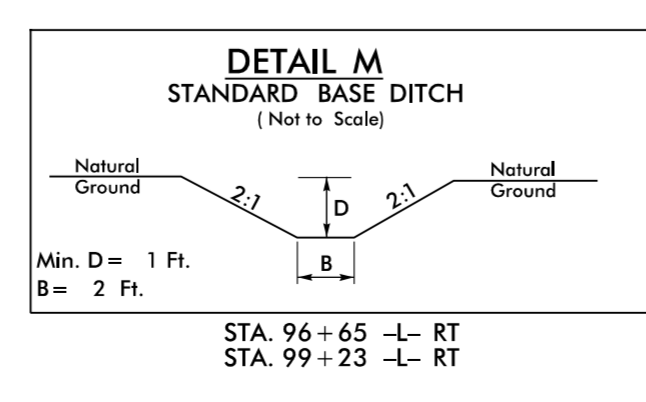 DETAIL M
STANDARD BASE DITCH
( Not to Scale)
Natural
Ground
2:1
D
2:1
Natural
Ground
B
Min. D = 1 Ft.
B = 2 Ft.
STA. 96+65 -L- RT
STA. 99+23 -L- RT